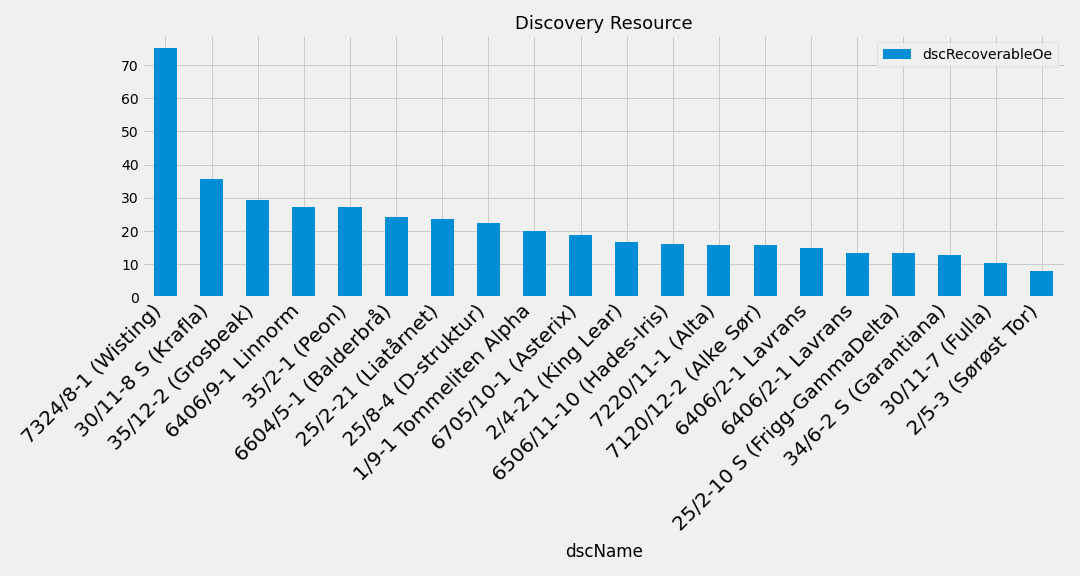 Discovery Resource
dscRecoverableOe
70
60
50
40
30
20
10
0
7324/8-1 (Wisting)
30/11-8 S (Krafla)
35/12-2 (Grosbeak)
6406/9-1 Linnorm
35/2-1 (Peon)
6604/5-1 (Balderbrå)
25/2-21 (Liatårnet)
25/8-4 (D-struktur)
1/9-1 Tommeliten Alpha
6705/10-1 (Asterix)
2/4-21 (King Lear)
6506/11-10 (Hades-Iris)
7220/11-1 (Alta)
7120/12-2 (Alke Sør)
6406/2-1 Lavrans
6406/2-1 Lavrans
25/2-10 S (Frigg-GammaDelta)
34/6-2 S (Garantiana)
30/11-7 (Fulla)
2/5-3 (Sørøst Tor)
dscName